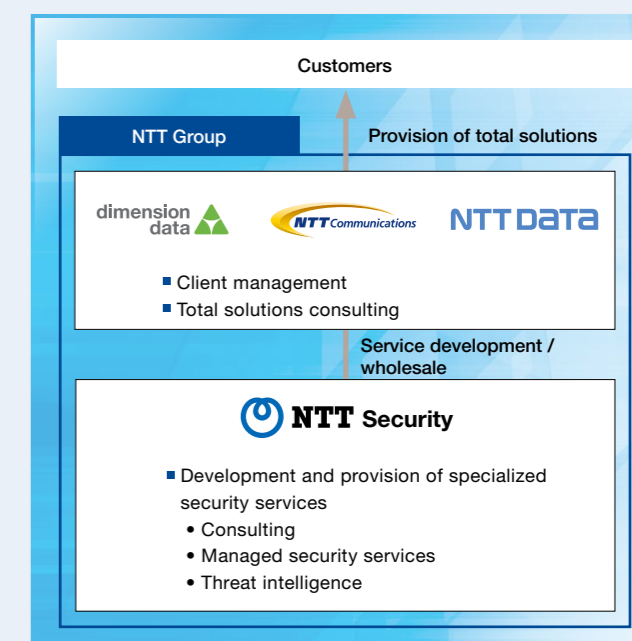 Customers
NTT Group
Provision of total solutions
dimension
data
NTT Communications
NTT DATA
■ Client management
■ Total solutions consulting
Service development /
wholesale
NTT Security
■ Development and provision of specialized
security services
• Consulting
• Managed security services
• Threat intelligence